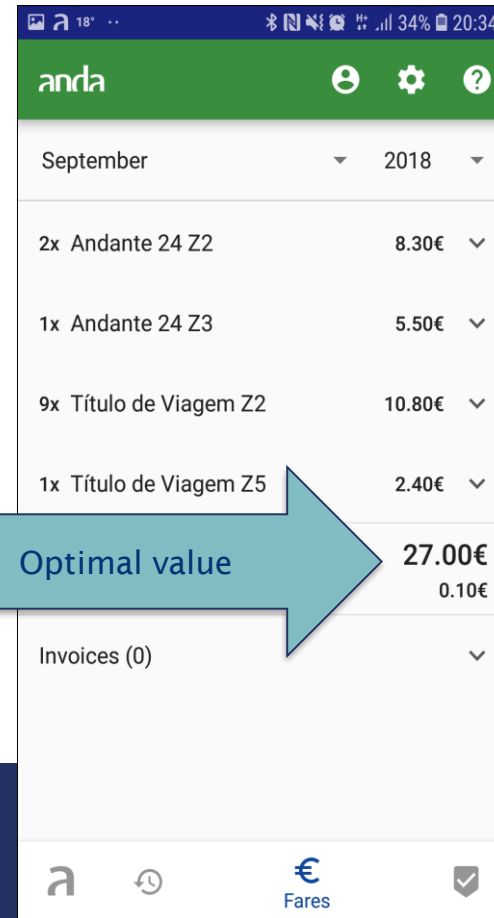 18° ·· 34% 20:34
anda
September 2018
2x Andante 24 Z2 8.30€
1x Andante 24 Z3 5.50€
9x Título de Viagem Z2 10.80€
1x Título de Viagem Z5 2.40€
Optimal value 27.00€
0.10€
Invoices (0)
€
Fares